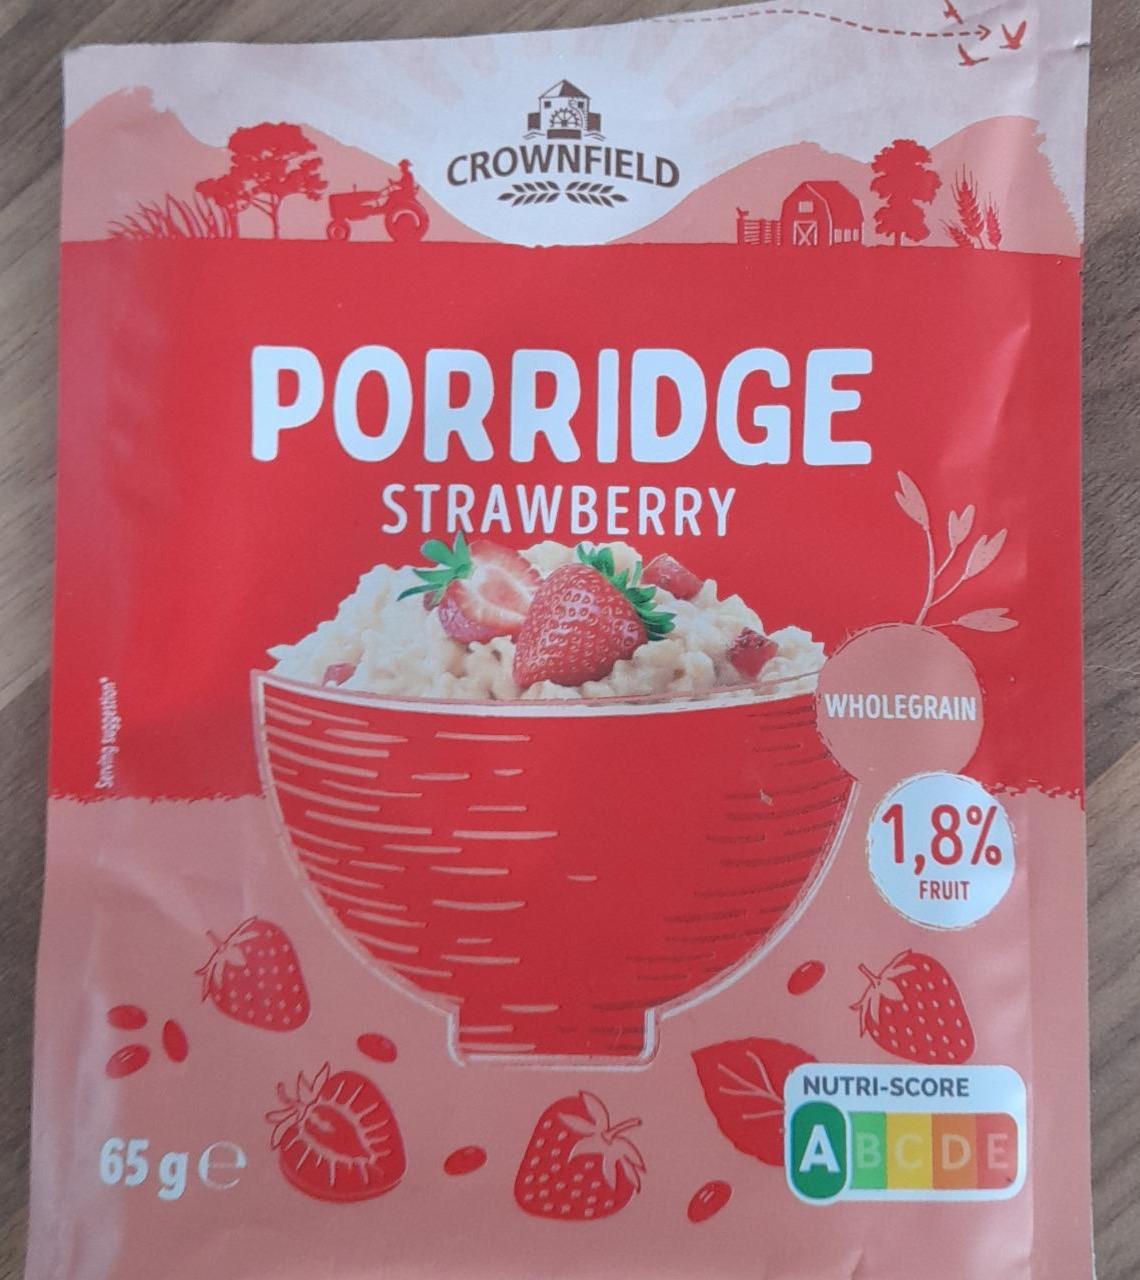 CROWNFIELD
PORRIDGE
STRAWBERRY
Serving suggestion*
WHOLEGRAIN
1,8%
FRUIT
NUTRI-SCORE
A B C D E
65 g ℮